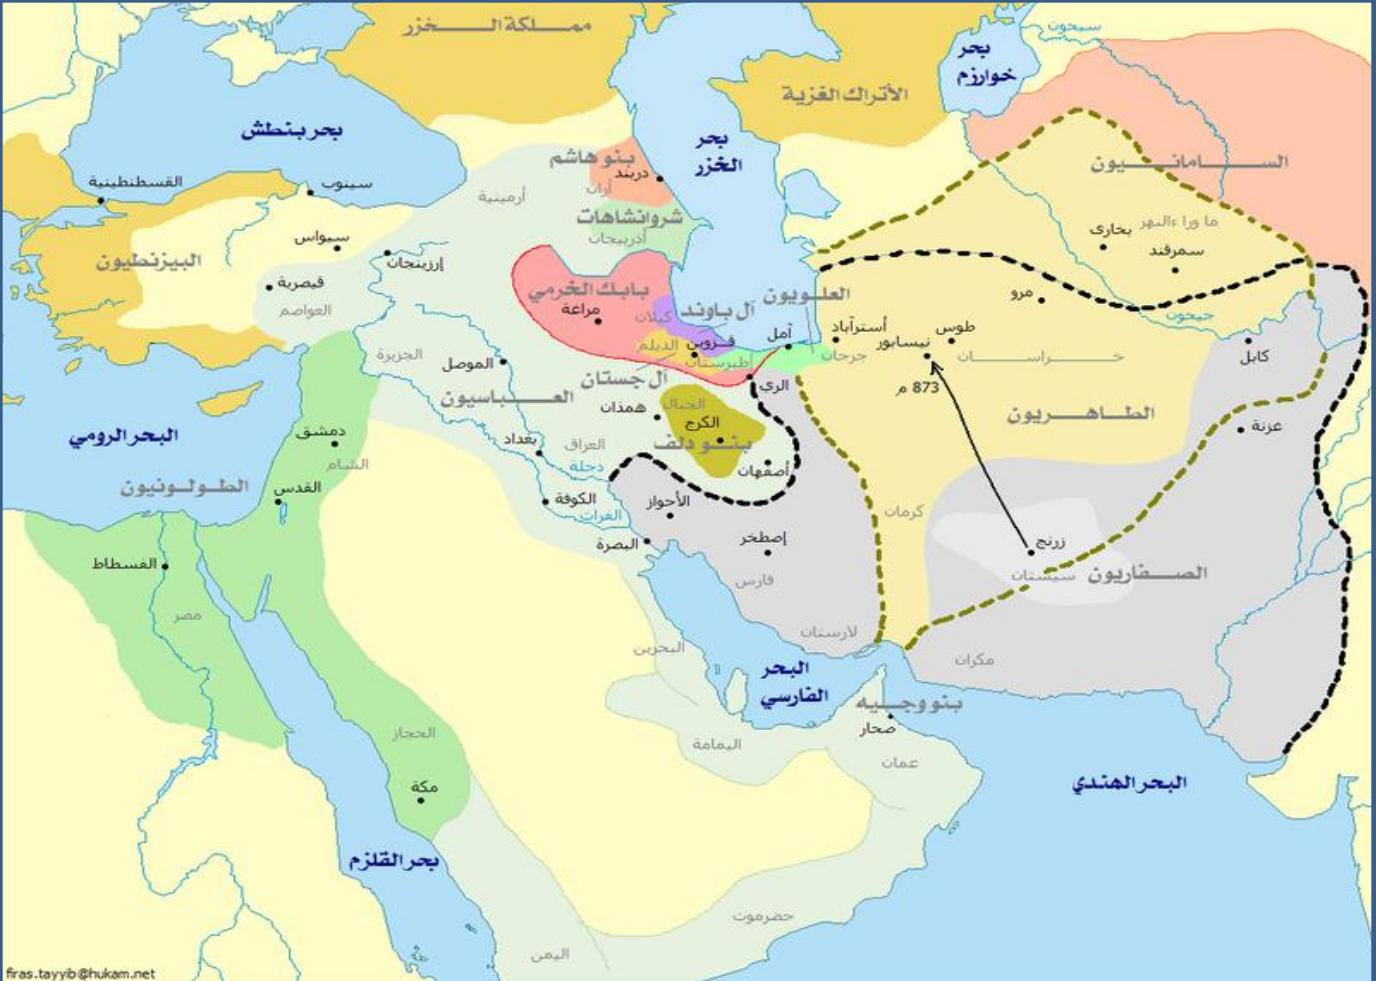 مملكة الخزر
سيحون
بحر
خوارزم
الأتراك الغزية
بحر بنطش
بحر
الخزر
السامانيون
بنو هاشم
دربند
أران
أرمينية
القسطنطينية
سينوب
شروانشاهات
أذربيجان
ما وراء النهر
بخارى
سمرقند
سيواس
إرزينجان
البيزنطيون
قيصرية
العواصم
بابك الخرمي
مراغة
كيلان
آل باوند
العلويون
مرو
جيحون
آمل
أسترآباد
طوس
نيسابور
الديلم
قزوين
طبرستان
جرجان
خراسان
كابل
الجزيرة
الموصل
آل جستان
الري
873 م
العباسيون
همذان
الجبال
الكرج
بنو دلف
الطاهريون
غزنة
البحر الرومي
دمشق
الشام
بغداد
العراق
دجلة
أصفهان
الطولونيون
القدس
الكوفة
الفرات
الأحواز
كرمان
الفسطاط
البصرة
إصطخر
زرنج
فارس
سيستان
الصفاريون
مصر
لارستان
البحرين
مكران
البحر
الفارسي
بنو وجيه
صحار
الحجاز
اليمامة
عمان
مكة
البحر الهندي
بحر القلزم
حضرموت
اليمن
firas.tayyib@hukam.net